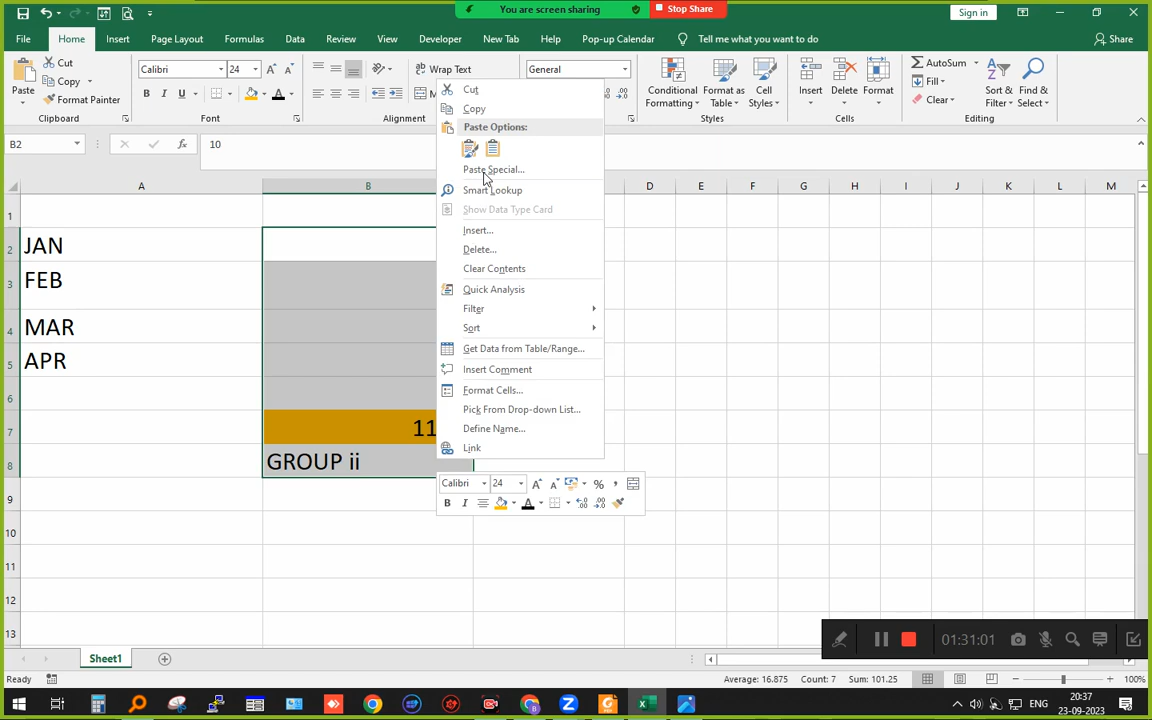 You are screen sharing Stop Share Sign in
File Home Insert Page Layout Formulas Data Review View Developer New Tab Help Pop-up Calendar Tell me what you want to do Share
Paste Cut Copy Format Painter
Clipboard
Calibri 24
B I U A
Font
Wrap Text
M
Alignment
General
Conditional Formatting Format as Table Cell Styles
Styles
Insert Delete Format
Cells
AutoSum Fill Clear
Sort & Filter Find & Select
Editing
B2 fx 10
A B D E F G H I J K L M
1
2 JAN
3 FEB
4 MAR
5 APR
6
7 11
8 GROUP ii
9
10
11
12
13
Cut
Copy
Paste Options:
Paste Special...
Smart Lookup
Show Data Type Card
Insert...
Delete...
Clear Contents
Quick Analysis
Filter
Sort
Get Data from Table/Range...
Insert Comment
Format Cells...
Pick From Drop-down List...
Define Name...
Link
Calibri 24 A A % ,
B I A
01:31:01
Sheet1
Ready Average: 16.875 Count: 7 Sum: 101.25 100%
ENG 20:37
23-09-2023